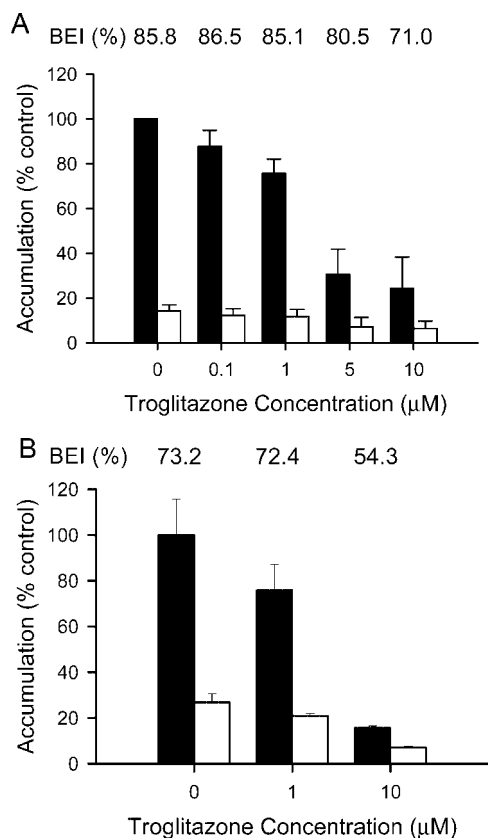 A
BEI (%) 85.8 86.5 85.1 80.5 71.0
120
100
80
60
40
20
0
Accumulation (% control)
0 0.1 1 5 10
Troglitazone Concentration (μM)
B
BEI (%) 73.2 72.4 54.3
120
100
80
60
40
20
0
Accumulation (% control)
0 1 10
Troglitazone Concentration (μM)